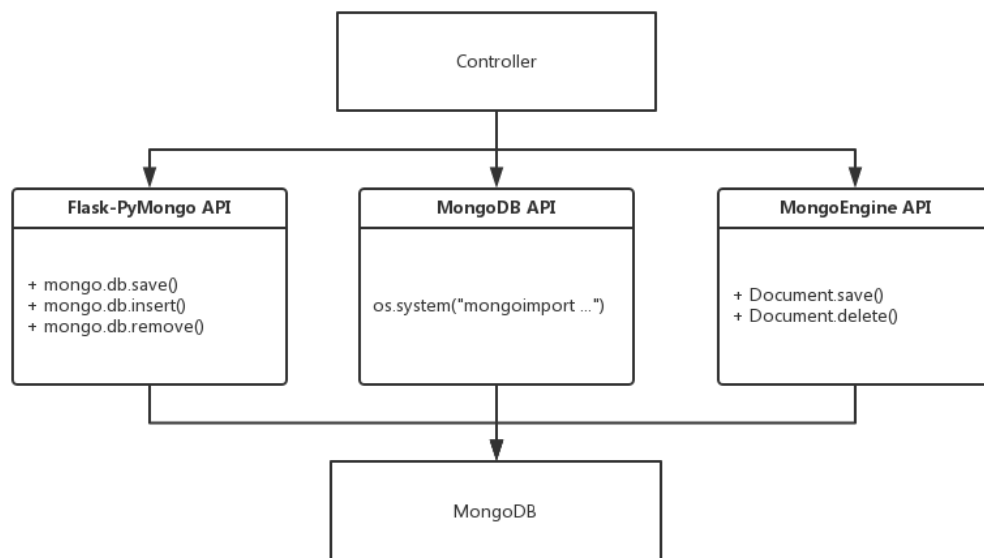 Controller
Flask-PyMongo API
+ mongo.db.save()
+ mongo.db.insert()
+ mongo.db.remove()
MongoDB API
os.system("mongoimport ...")
MongoEngine API
+ Document.save()
+ Document.delete()
MongoDB